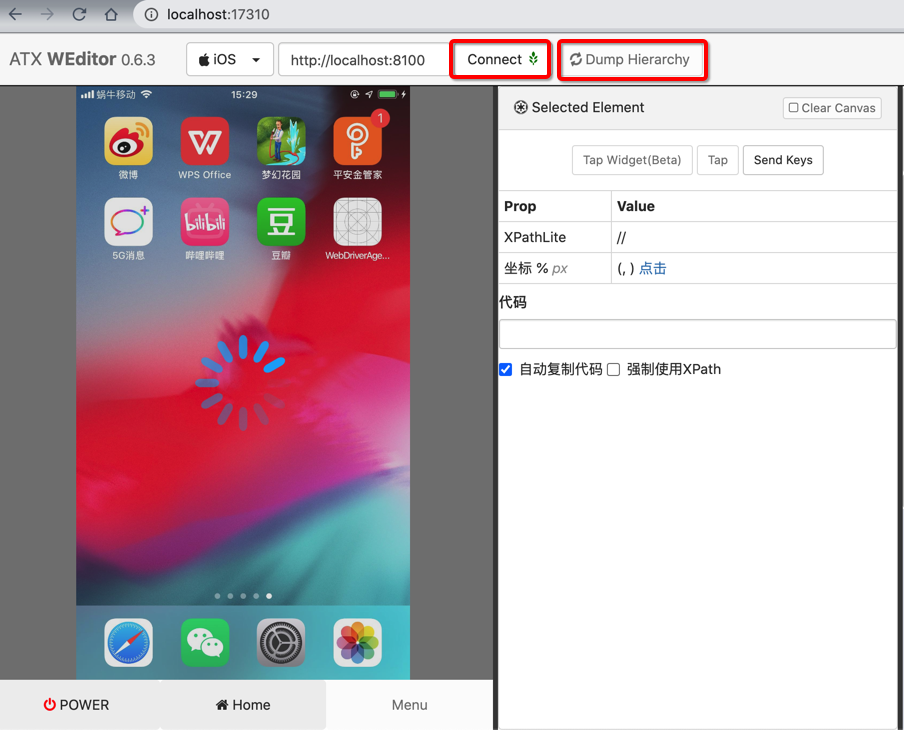 localhost:17310
ATX WEditor 0.6.3 iOS http://localhost:8100 Connect Dump Hierarchy
蜗牛移动 15:29
1
微博 WPS Office 梦幻花园 平安金管家
bilibili 豆
5G消息 哔哩哔哩 豆瓣 WebDriverAge...
POWER Home Menu
Selected Element Clear Canvas
Tap Widget(Beta) Tap Send Keys
Prop Value
XPathLite //
坐标 % px (, ) 点击
代码
自动复制代码 强制使用XPath